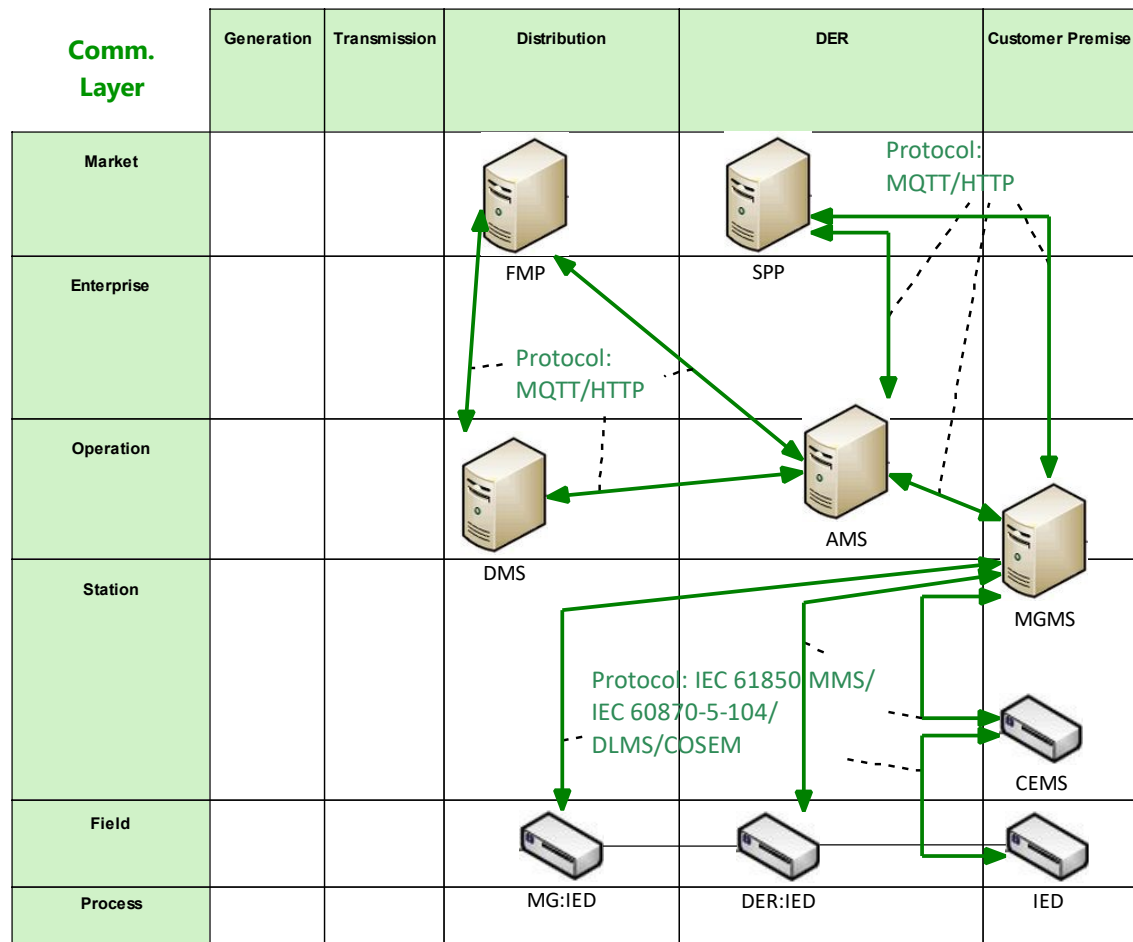 Comm.
Layer
Generation
Transmission
Distribution
DER
Customer Premise
Market
Protocol:
MQTT/HTTP
FMP
SPP
Enterprise
Protocol:
MQTT/HTTP
Operation
AMS
DMS
Station
MGMS
Protocol: IEC 61850 MMS/
IEC 60870-5-104/
DLMS/COSEM
CEMS
Field
MG:IED
DER:IED
IED
Process